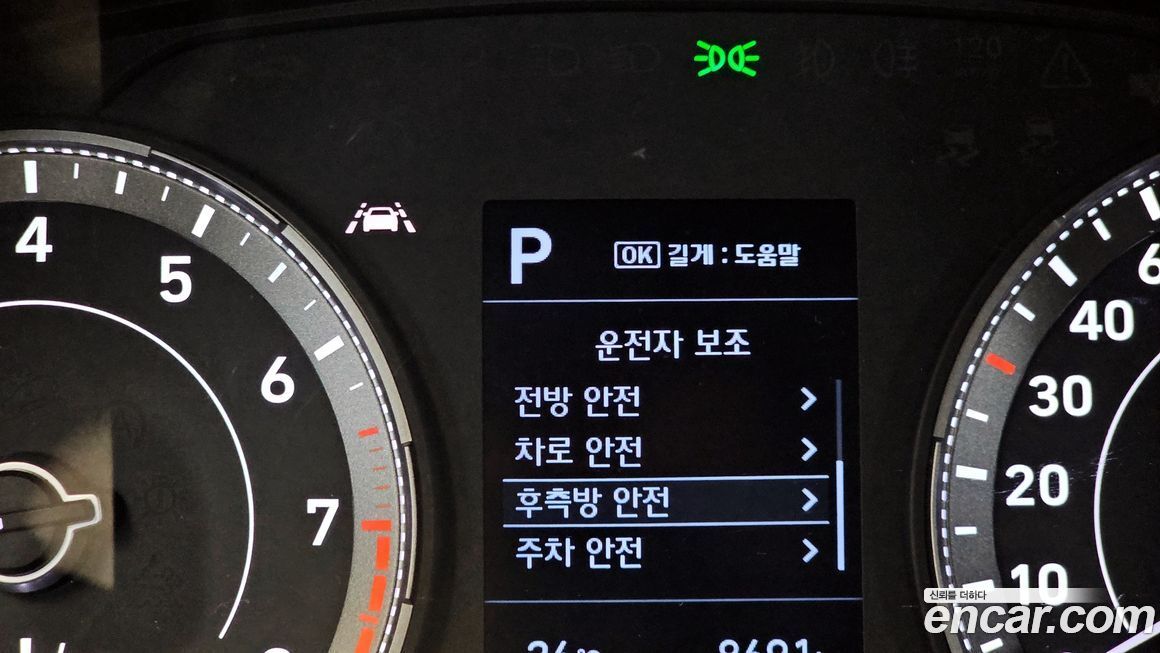 P
OK 길게 : 도움말
운전자 보조
전방 안전
차로 안전
후측방 안전
주차 안전
4
5
6
7
40
30
20
10
신뢰를 더하다
encar.com